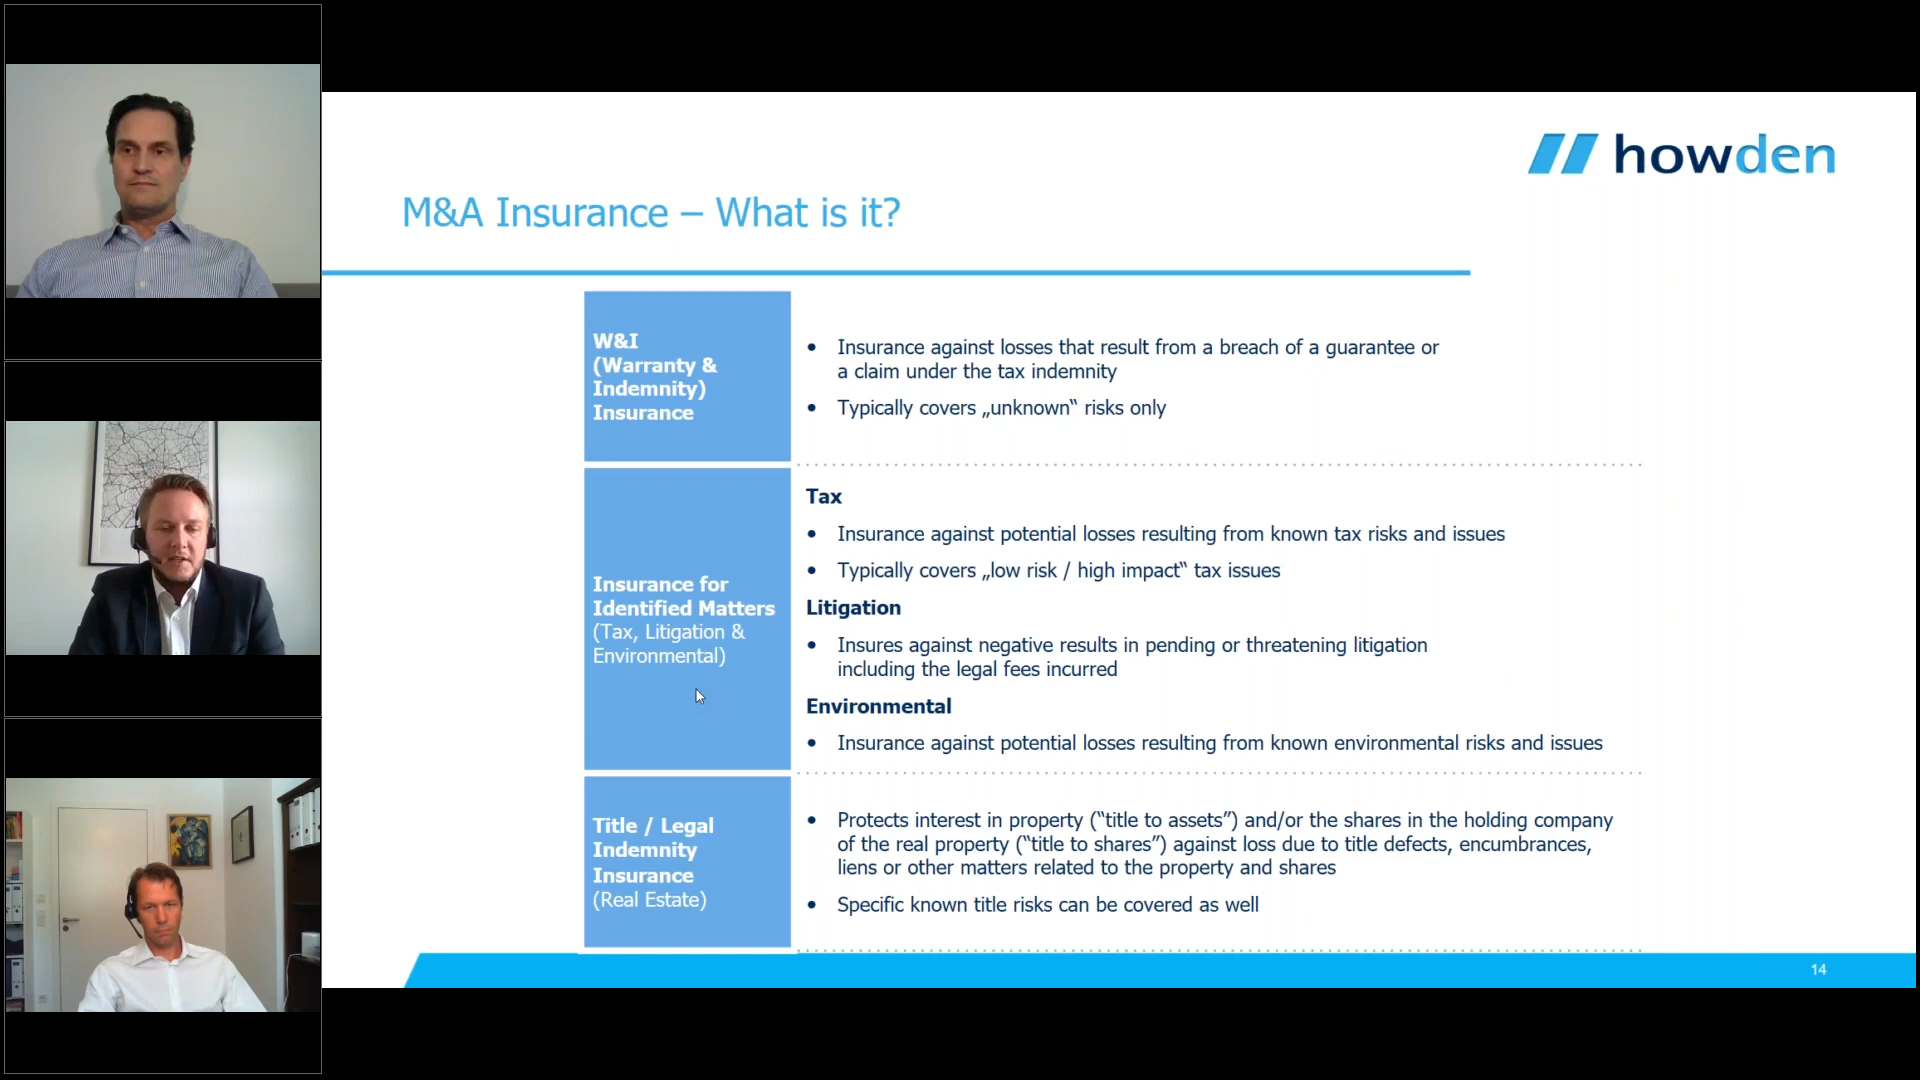 howden
M&A Insurance – What is it?
W&I
(Warranty &
Indemnity)
Insurance
• Insurance against losses that result from a breach of a guarantee or
a claim under the tax indemnity
• Typically covers „unknown“ risks only
Insurance for
Identified Matters
(Tax, Litigation &
Environmental)
Tax
• Insurance against potential losses resulting from known tax risks and issues
• Typically covers „low risk / high impact“ tax issues
Litigation
• Insures against negative results in pending or threatening litigation
including the legal fees incurred
Environmental
• Insurance against potential losses resulting from known environmental risks and issues
Title / Legal
Indemnity
Insurance
(Real Estate)
• Protects interest in property (“title to assets”) and/or the shares in the holding company
of the real property (“title to shares”) against loss due to title defects, encumbrances,
liens or other matters related to the property and shares
• Specific known title risks can be covered as well
14